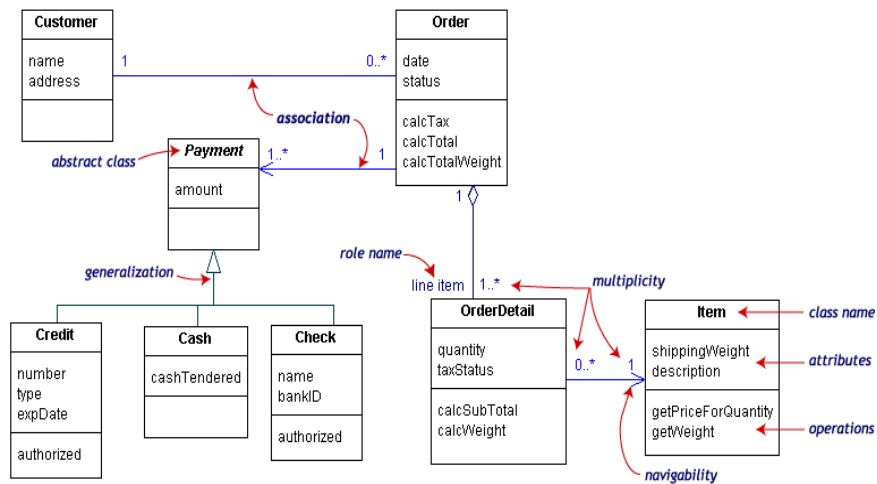 Customer
name
address
1
0..*
Order
date
status
calcTax
calcTotal
calcTotalWeight
association
abstract class
Payment
amount
1..*
1
1
generalization
role name
line item
1..*
multiplicity
Credit
number
type
expDate
authorized
Cash
cashTendered
Check
name
bankID
authorized
OrderDetail
quantity
taxStatus
calcSubTotal
calcWeight
0..*
1
Item
shippingWeight
description
getPriceForQuantity
getWeight
class name
attributes
operations
navigability